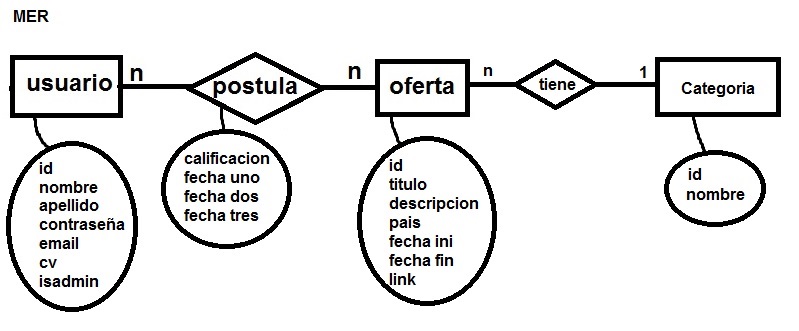 MER
usuario
n
postula
n
oferta
n
tiene
1
Categoria
id
nombre
apellido
contraseña
email
cv
isadmin
calificacion
fecha uno
fecha dos
fecha tres
id
titulo
descripcion
pais
fecha ini
fecha fin
link
id
nombre